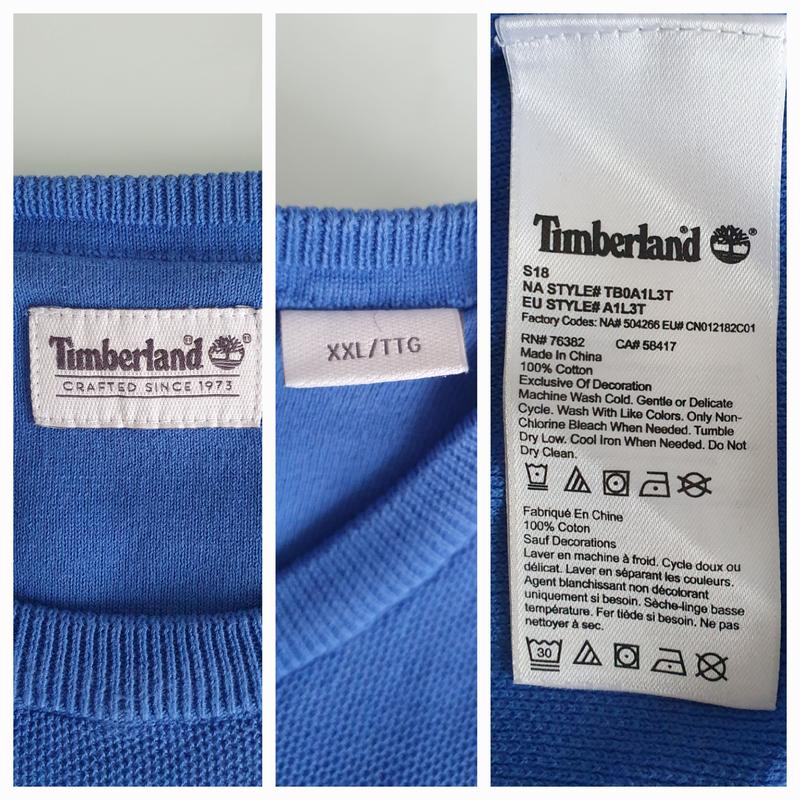 Timberland®
CRAFTED SINCE 1973
XXL/TTG
Timberland®
S18
NA STYLE# TB0A1L3T
EU STYLE# A1L3T
Factory Codes: NA# 504266 EU# CN012182C01
RN# 76382 CA# 58417
Made In China
100% Cotton
Exclusive Of Decoration
Machine Wash Cold. Gentle or Delicate
Cycle. Wash With Like Colors. Only Non-
Chlorine Bleach When Needed. Tumble
Dry Low. Cool Iron When Needed. Do Not
Dry Clean.
Fabriqué En Chine
100% Coton
Sauf Decorations
Laver en machine à froid. Cycle doux ou
délicat. Laver en séparant les couleurs.
Agent blanchissant non décolorant
uniquement si besoin. Sèche-linge basse
température. Fer tiède si besoin. Ne pas
nettoyer à sec.
30